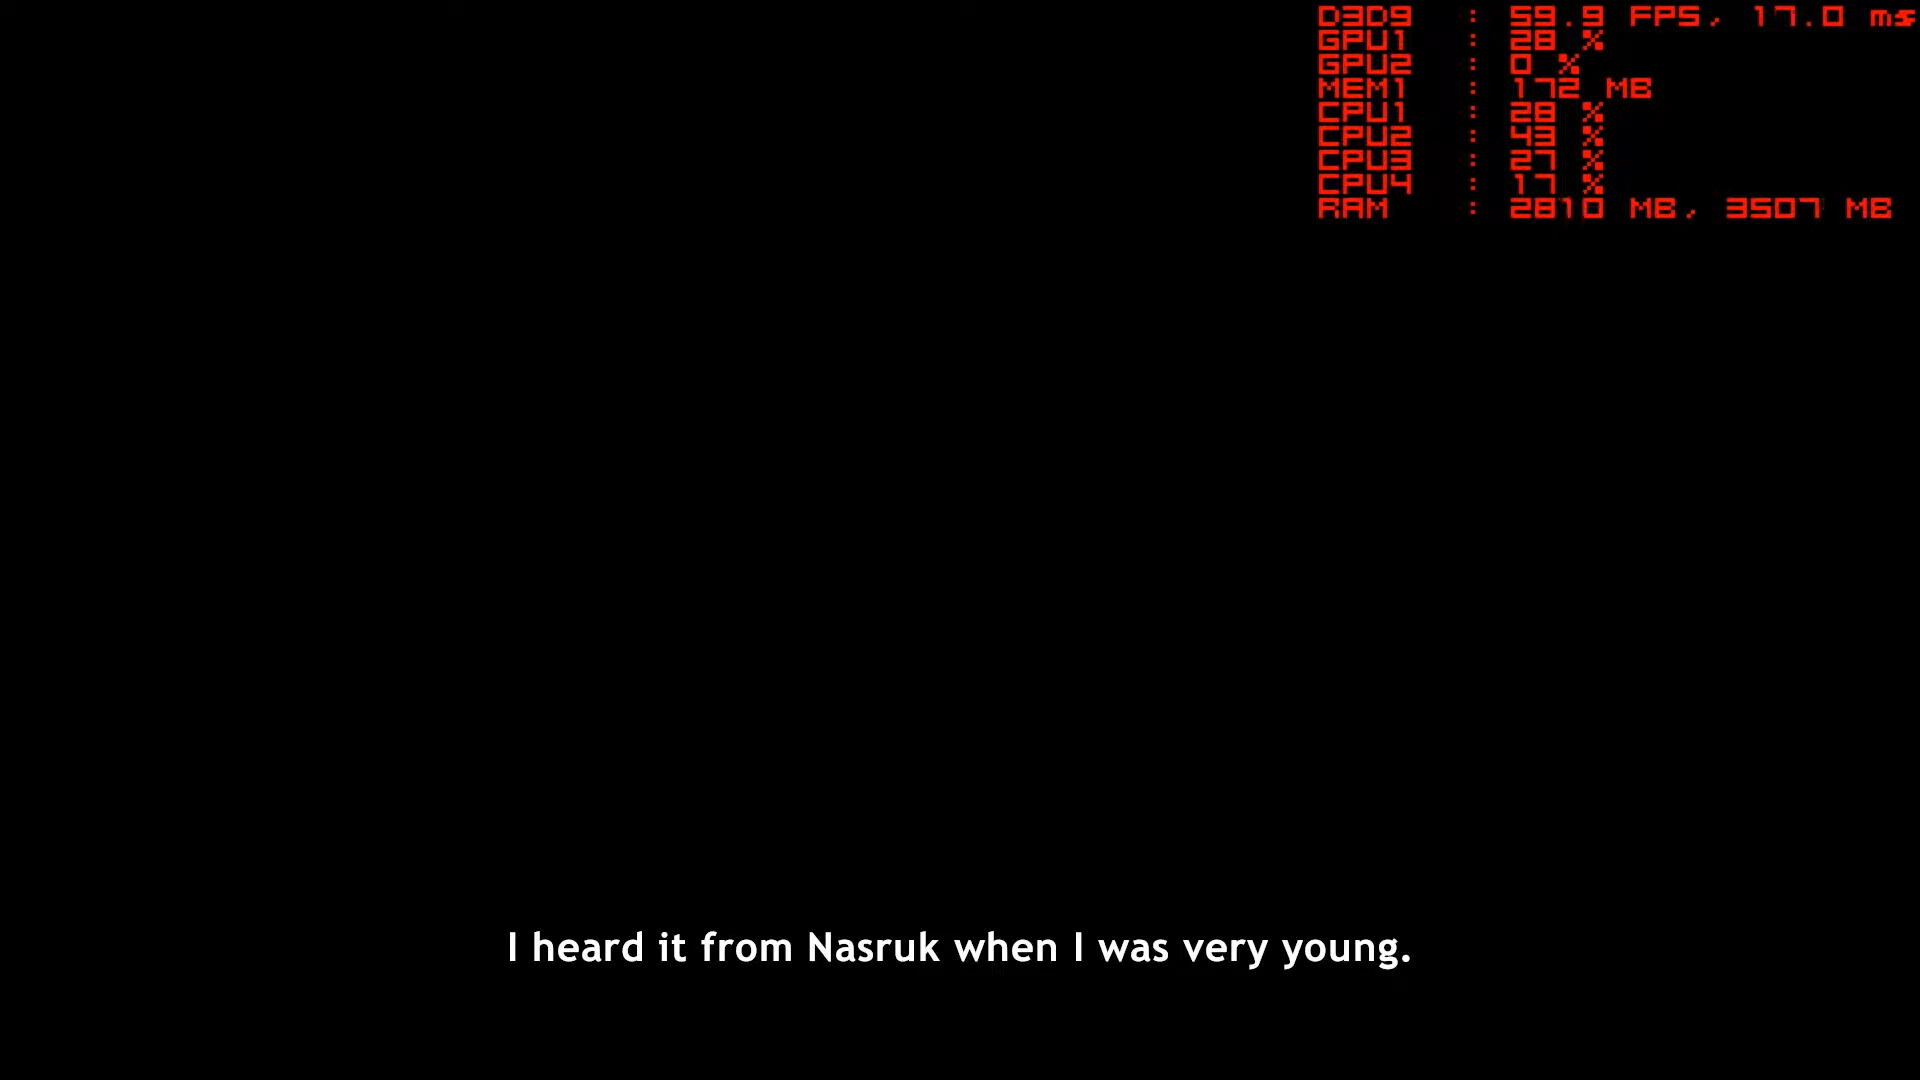 D3D9 : 59.9 FPS, 17.0 ms
GPU1 : 28 %
GPU2 : 0 %
MEM1 : 172 MB
CPU1 : 28 %
CPU2 : 43 %
CPU3 : 27 %
CPU4 : 17 %
RAM : 2810 MB, 3507 MB
I heard it from Nasruk when I was very young.